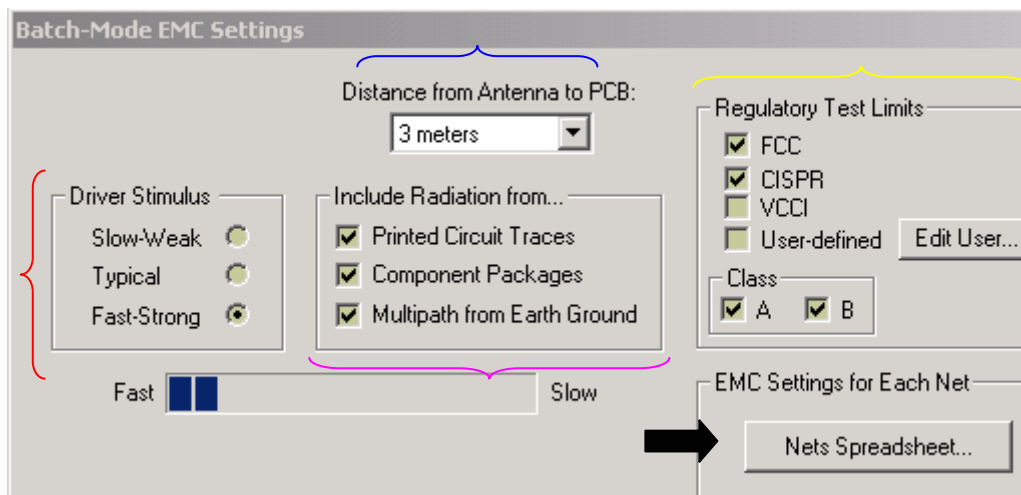 Batch-Mode EMC Settings
Distance from Antenna to PCB:
3 meters
Regulatory Test Limits
FCC
CISPR
VCCI
User-defined
Edit User...
Class
A
B
Driver Stimulus
Slow-Weak
Typical
Fast-Strong
Include Radiation from...
Printed Circuit Traces
Component Packages
Multipath from Earth Ground
Fast
Slow
EMC Settings for Each Net
Nets Spreadsheet...